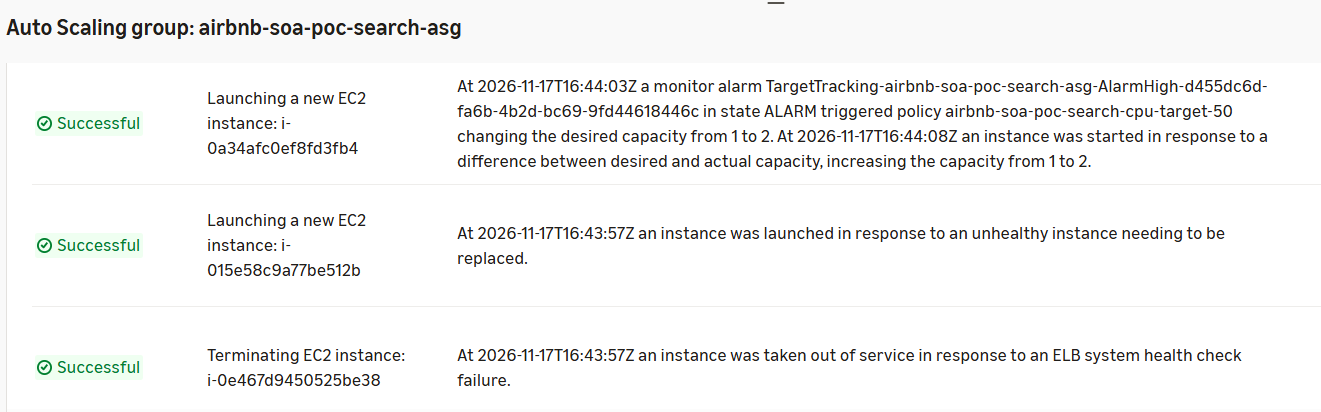 Auto Scaling group: airbnb-soa-poc-search-asg
Successful
Launching a new EC2
instance: i-
0a34afc0ef8fd3fb4
At 2026-11-17T16:44:03Z a monitor alarm TargetTracking-airbnb-soa-poc-search-asg-AlarmHigh-d455dc6d-
fa6b-4b2d-bc69-9fd44618446c in state ALARM triggered policy airbnb-soa-poc-search-cpu-target-50
changing the desired capacity from 1 to 2. At 2026-11-17T16:44:08Z an instance was started in response to a
difference between desired and actual capacity, increasing the capacity from 1 to 2.
Successful
Launching a new EC2
instance: i-
015e58c9a77be512b
At 2026-11-17T16:43:57Z an instance was launched in response to an unhealthy instance needing to be
replaced.
Successful
Terminating EC2 instance:
i-0e467d9450525be38
At 2026-11-17T16:43:57Z an instance was taken out of service in response to an ELB system health check
failure.